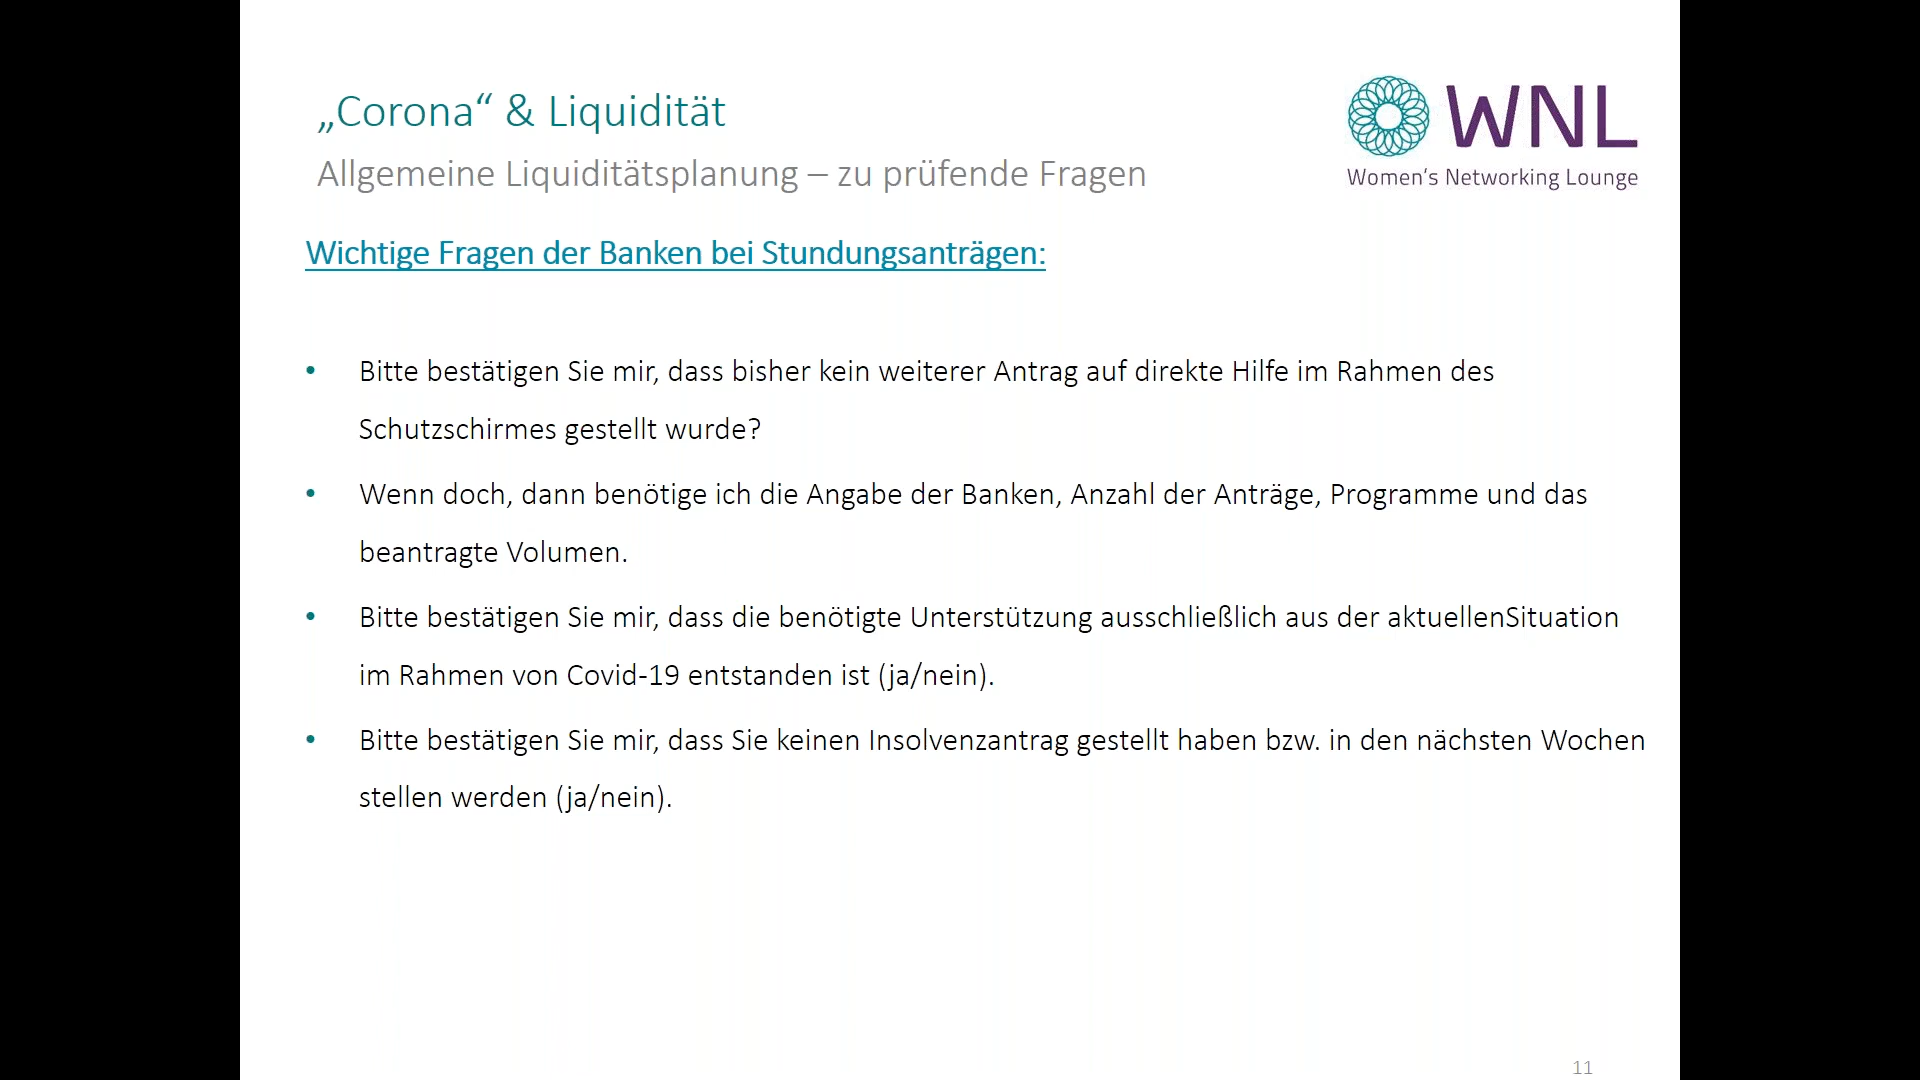 „Corona“ & Liquidität
WNL
Women's Networking Lounge
Allgemeine Liquiditätsplanung – zu prüfende Fragen
Wichtige Fragen der Banken bei Stundungsanträgen:
• Bitte bestätigen Sie mir, dass bisher kein weiterer Antrag auf direkte Hilfe im Rahmen des
Schutzschirmes gestellt wurde?
• Wenn doch, dann benötige ich die Angabe der Banken, Anzahl der Anträge, Programme und das
beantragte Volumen.
• Bitte bestätigen Sie mir, dass die benötigte Unterstützung ausschließlich aus der aktuellenSituation
im Rahmen von Covid-19 entstanden ist (ja/nein).
• Bitte bestätigen Sie mir, dass Sie keinen Insolvenzantrag gestellt haben bzw. in den nächsten Wochen
stellen werden (ja/nein).
11